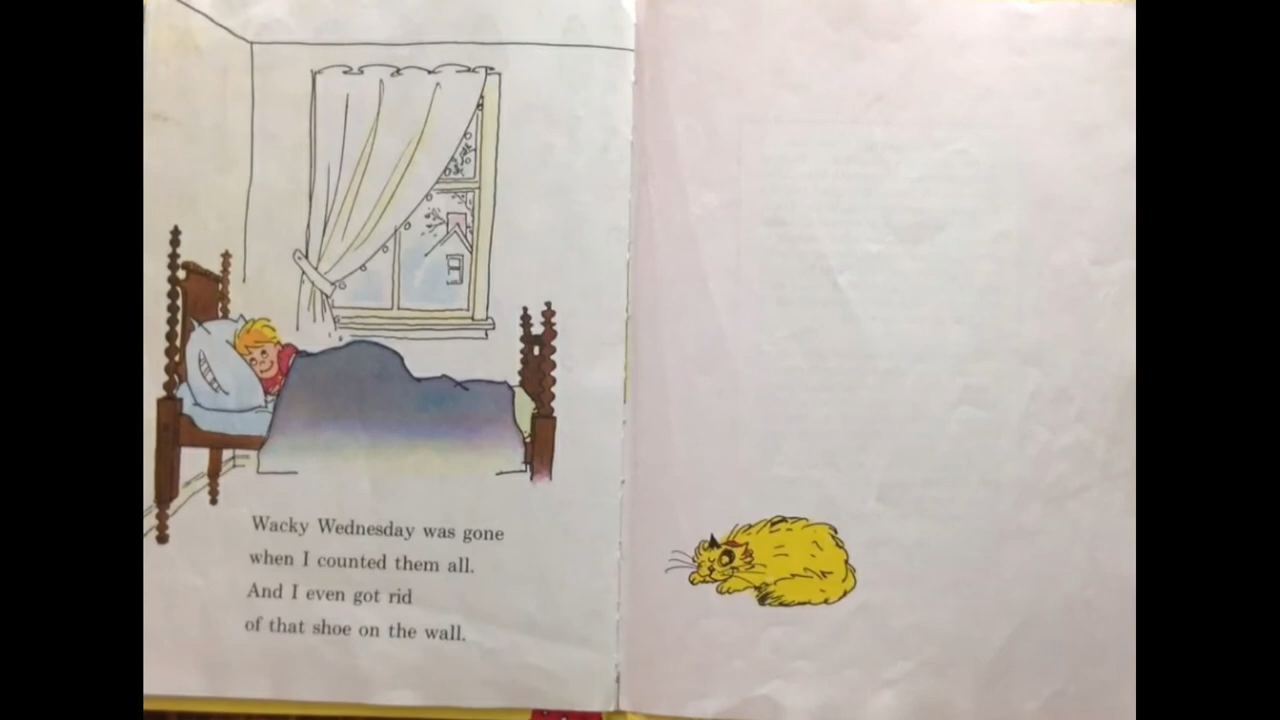 Wacky Wednesday was gone
when I counted them all.
And I even got rid
of that shoe on the wall.